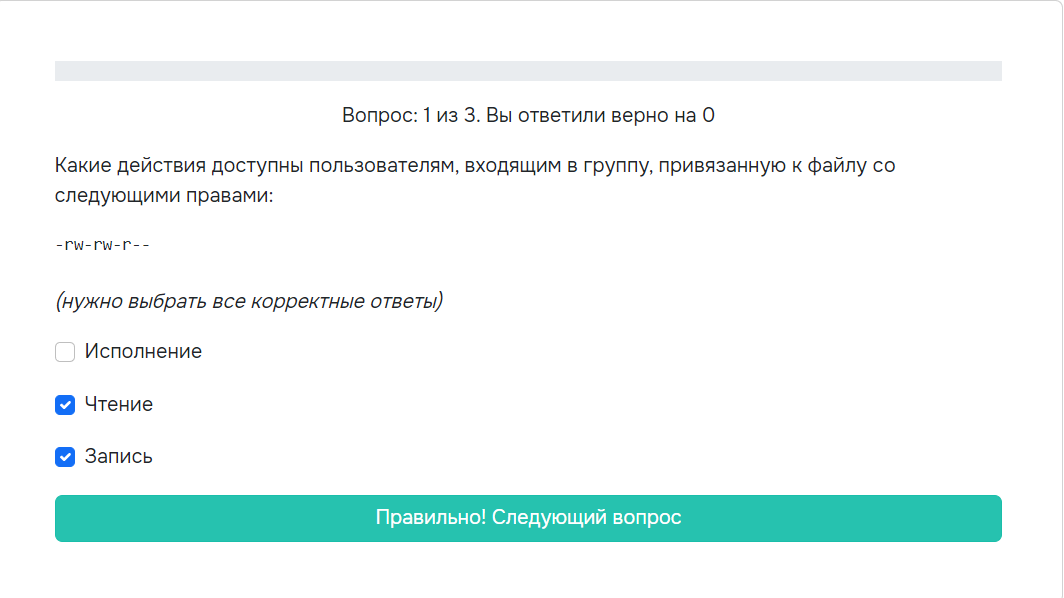 Вопрос: 1 из 3. Вы ответили верно на 0
Какие действия доступны пользователям, входящим в группу, привязанную к файлу со
следующими правами:
-rw-rw-r--
(нужно выбрать все корректные ответы)
Исполнение
Чтение
Запись
Правильно! Следующий вопрос